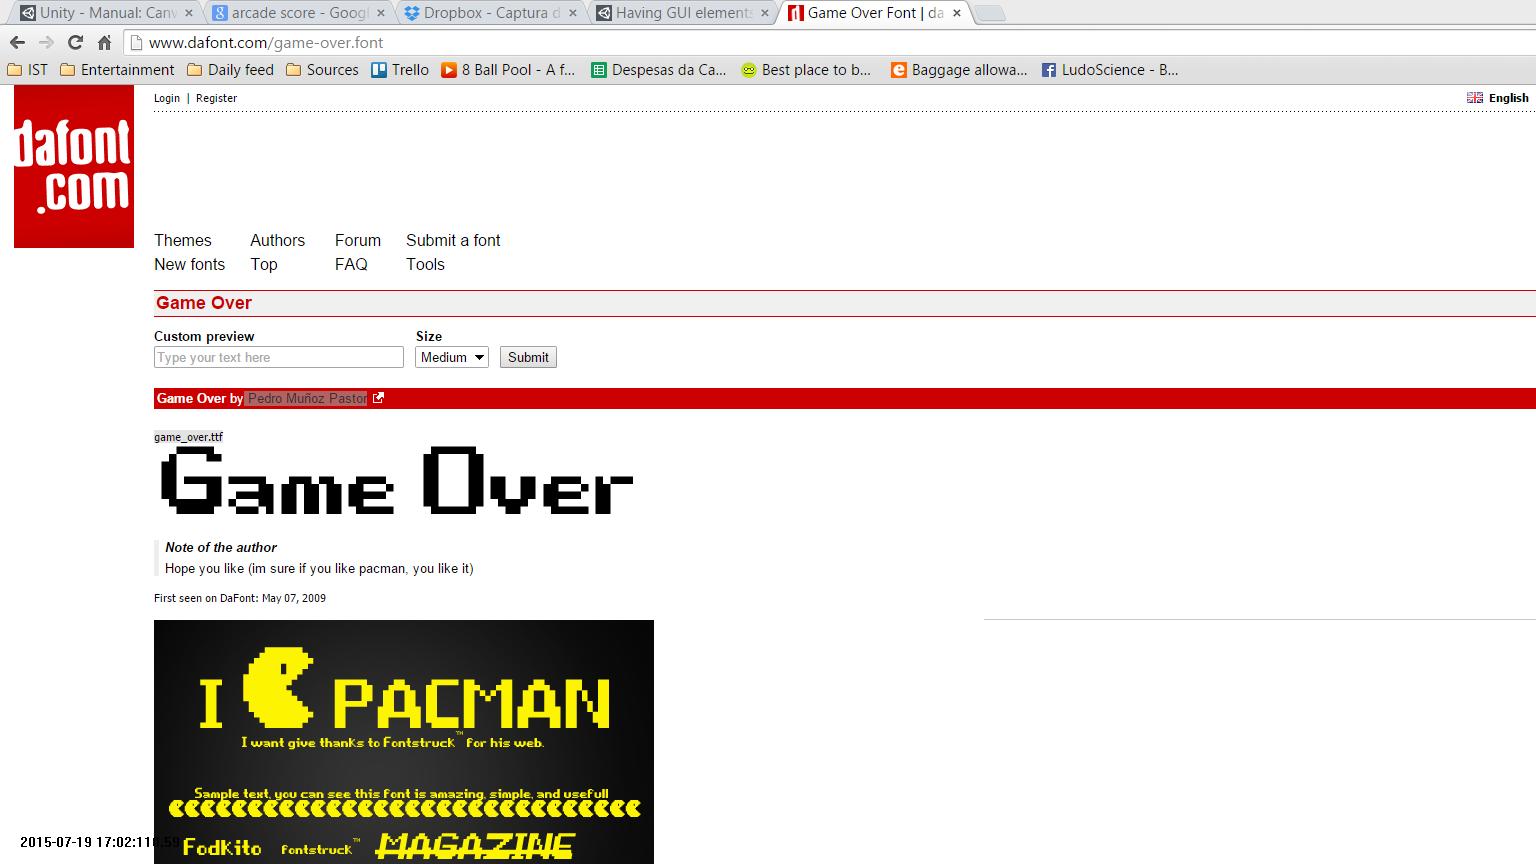 Unity - Manual: Canv
arcade score - Googl
Dropbox - Captura d
Having GUI elements
Game Over Font | da
www.dafont.com/game-over.font
IST Entertainment Daily feed Sources Trello 8 Ball Pool - A f... Despesas da Ca... Best place to b... Baggage allowa... LudoScience - B...
dafont
.com
Login | Register
English
Themes Authors Forum Submit a font
New fonts Top FAQ Tools
Game Over
Custom preview Size
Type your text here Medium Submit
Game Over by Pedro Muñoz Pastor
game_over.ttf
Game Over
Note of the author
Hope you like (im sure if you like pacman, you like it)
First seen on DaFont: May 07, 2009
I PACMAN
I want give thanks to Fontstruck™ for his web.
Sample text, you can see this font is amazing, simple, and usefull
FodKito fontstruck™ MAGAZINE
2015-07-19 17:02:11